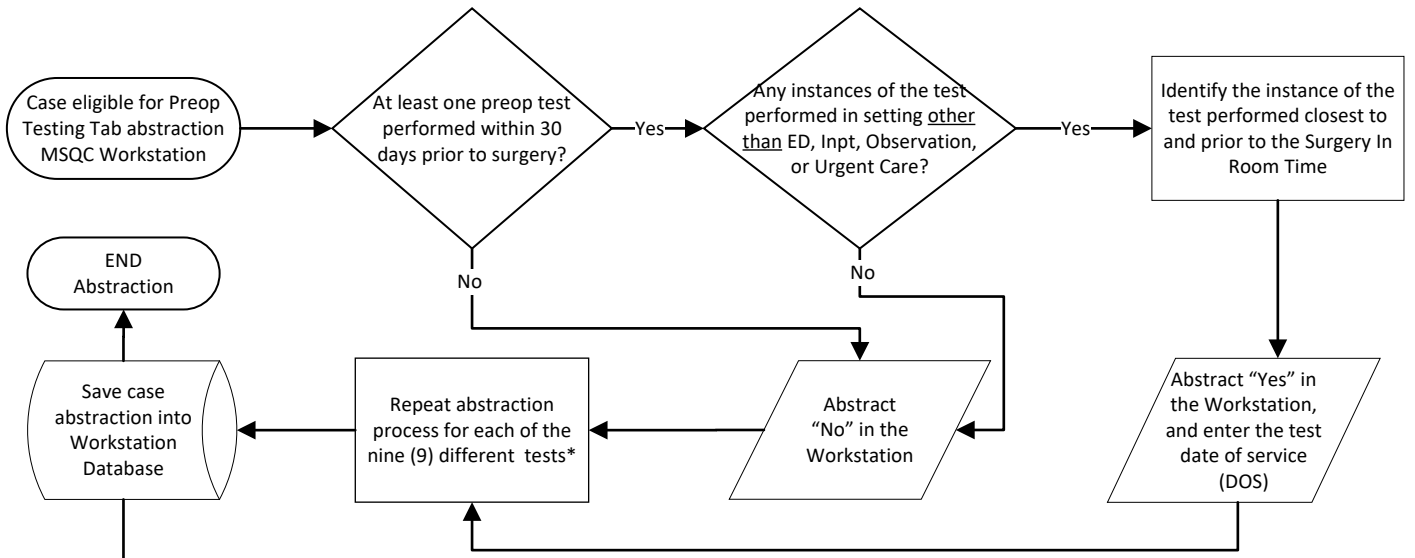 Case eligible for Preop
Testing Tab abstraction
MSQC Workstation
At least one preop test
performed within 30
days prior to surgery?
Yes
Any instances of the test
performed in setting other
than ED, Inpt, Observation,
or Urgent Care?
Yes
Identify the instance of the
test performed closest to
and prior to the Surgery In
Room Time
No
No
END
Abstraction
Save case
abstraction into
Workstation
Database
Repeat abstraction
process for each of the
nine (9) different tests*
Abstract
“No” in the
Workstation
Abstract “Yes” in
the Workstation,
and enter the test
date of service
(DOS)